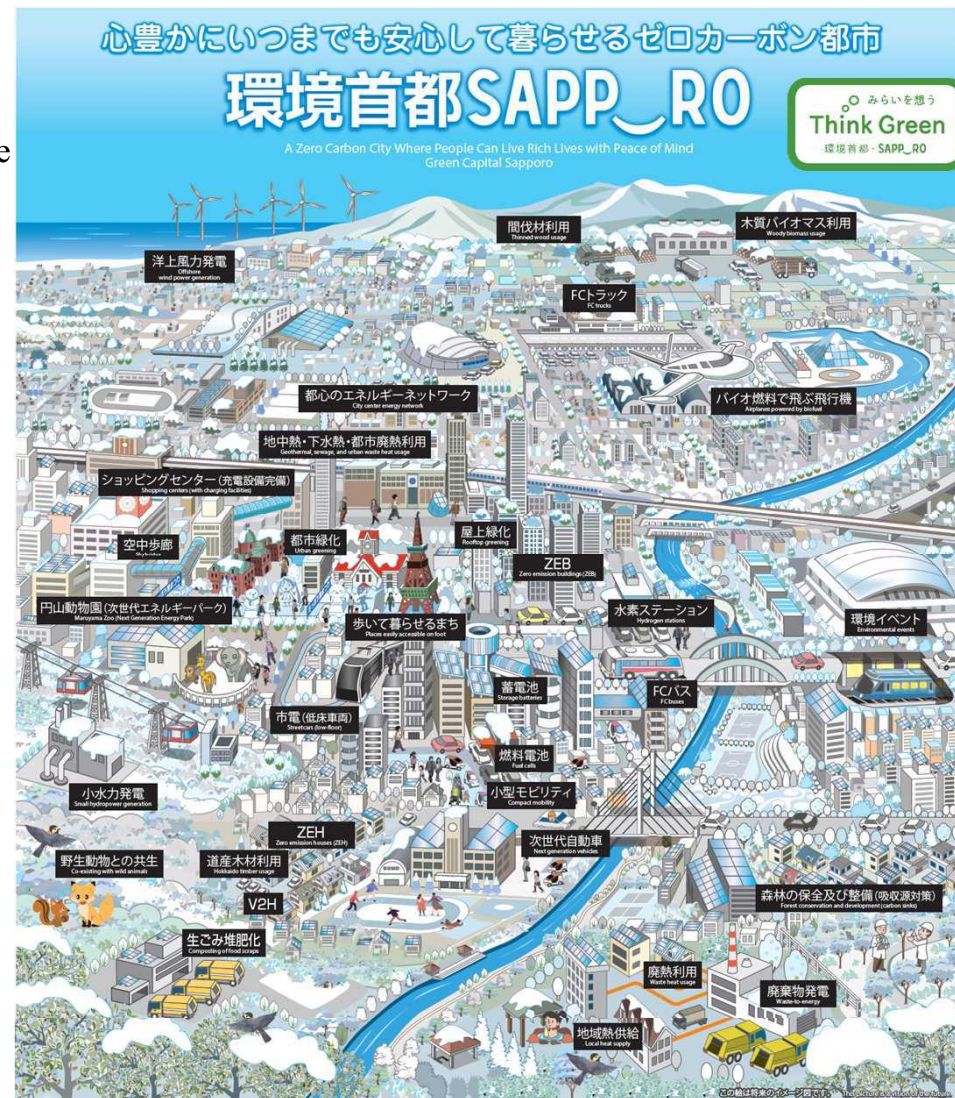 心豊かにいつまでも安心して暮らせるゼロカーボン都市
環境首都SAPP_RO
みらいを想う
Think Green
環境首都・SAPP_RO
e
A Zero Carbon City Where People Can Live Rich Lives with Peace of Mind
Green Capital Sapporo
間伐材利用
Thinned wood usage
木質バイオマス利用
Woody biomass usage
洋上風力発電
Offshore
wind power generation
FCトラック
FC trucks
都心のエネルギーネットワーク
City center energy network
バイオ燃料で飛ぶ飛行機
Airplanes powered by biofuel
地中熱・下水熱・都市廃熱利用
Geothermal, sewage, and urban waste heat usage
ショッピングセンター(充電設備完備)
Shopping centers (with charging facilities)
空中歩廊
都市緑化
Urban greening
屋上緑化
Rooftop greening
ZEB
Zero emission buildings (ZEB)
円山動物園(次世代エネルギーパーク)
Maruyama Zoo (Next Generation Energy Park)
歩いて暮らせるまち
Places easily accessible on foot
水素ステーション
Hydrogen stations
環境イベント
Environmental events
蓄電池
Storage batteries
FCバス
FC buses
市電(低床車両)
Streetcars (low-floor)
燃料電池
Fuel cells
小水力発電
Small hydropower generation
小型モビリティ
Compact mobility
ZEH
Zero emission houses (ZEH)
次世代自動車
Next generation vehicles
野生動物との共生
Co-existing with wild animals
道産木材利用
Hokkaido timber usage
V2H
森林の保全及び整備(吸収源対策)
Forest conservation and development (carbon sinks)
生ごみ堆肥化
Composting of food scraps
廃熱利用
Waste heat usage
廃棄物発電
Waste-to-energy
地域熱供給
Local heat supply
この絵は将来のイメージ図です。 This picture is a vision of the future.